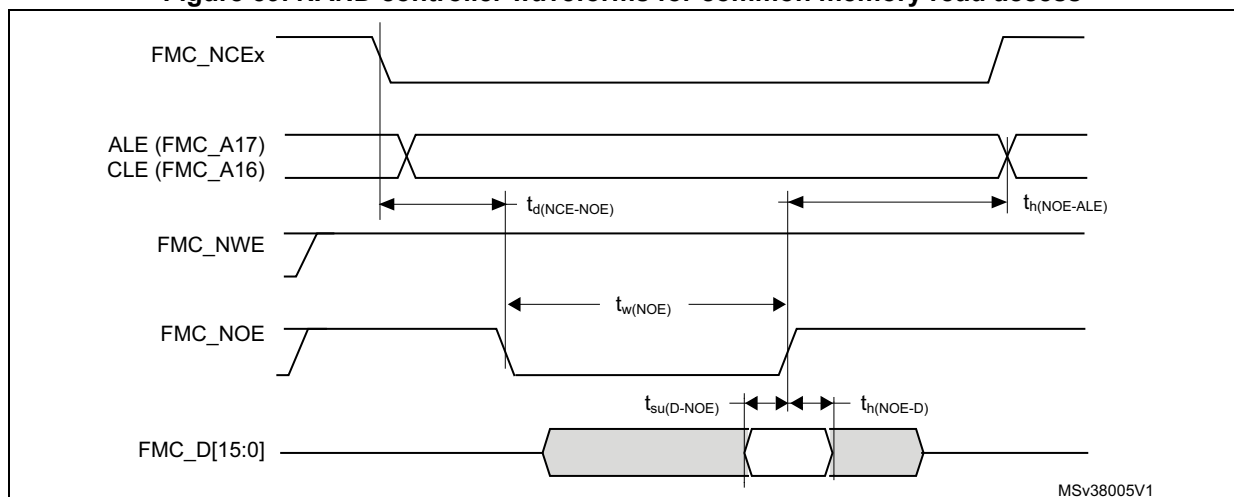 FMC_NCEx
ALE (FMC_A17)
CLE (FMC_A16)
td(NCE-NOE)
th(NOE-ALE)
FMC_NWE
tw(NOE)
FMC_NOE
tsu(D-NOE)
th(NOE-D)
FMC_D[15:0]
MSv38005V1